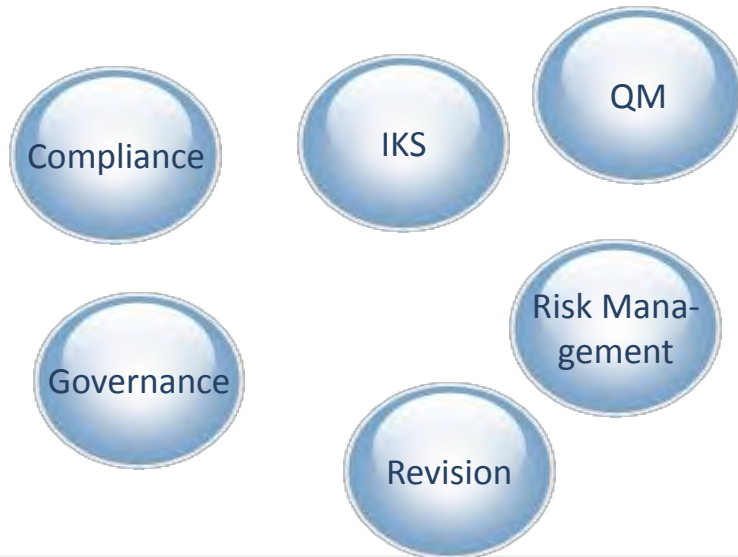 QM
Compliance
IKS
Risk Mana-
gement
Governance
Revision